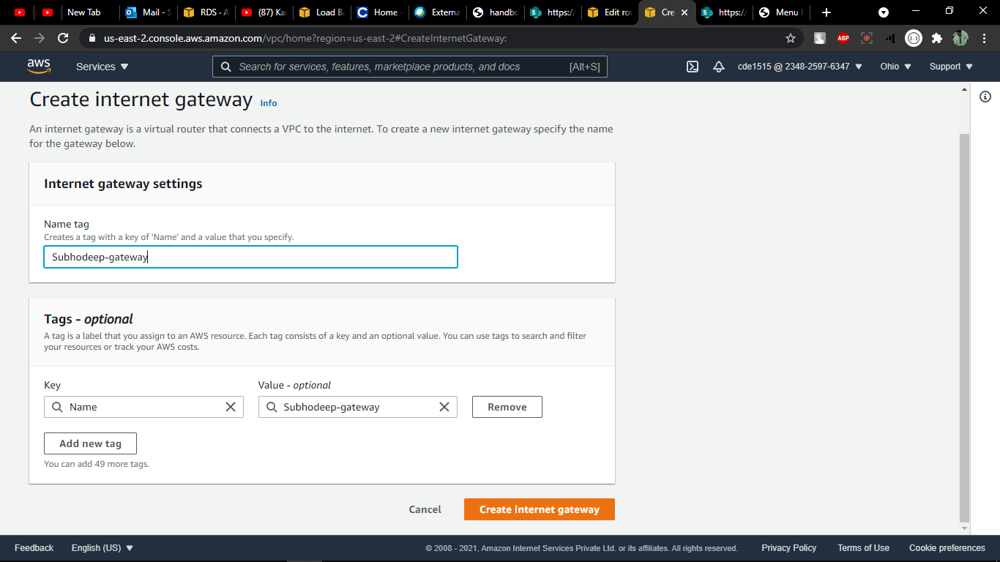 New Tab
Mail - S
RDS · A
(87) Ka
Load Ba
Home -
Externa
handbo
https:/
Edit rou
Cre
https:/
Menu
us-east-2.console.aws.amazon.com/vpc/home?region=us-east-2#CreateInternetGateway:
ABP
aws
Services
Search for services, features, marketplace products, and docs
[Alt+S]
cde1515 @ 2348-2597-6347
Ohio
Support
Create internet gateway Info
An internet gateway is a virtual router that connects a VPC to the internet. To create a new internet gateway specify the name
for the gateway below.
Internet gateway settings
Name tag
Creates a tag with a key of 'Name' and a value that you specify.
Subhodeep-gateway
Tags - optional
A tag is a label that you assign to an AWS resource. Each tag consists of a key and an optional value. You can use tags to search and filter
your resources or track your AWS costs.
Key
Value - optional
Name
Subhodeep-gateway
Remove
Add new tag
You can add 49 more tags.
Cancel
Create internet gateway
Feedback
English (US)
© 2008 - 2021, Amazon Internet Services Private Ltd. or its affiliates. All rights reserved.
Privacy Policy
Terms of Use
Cookie preferences